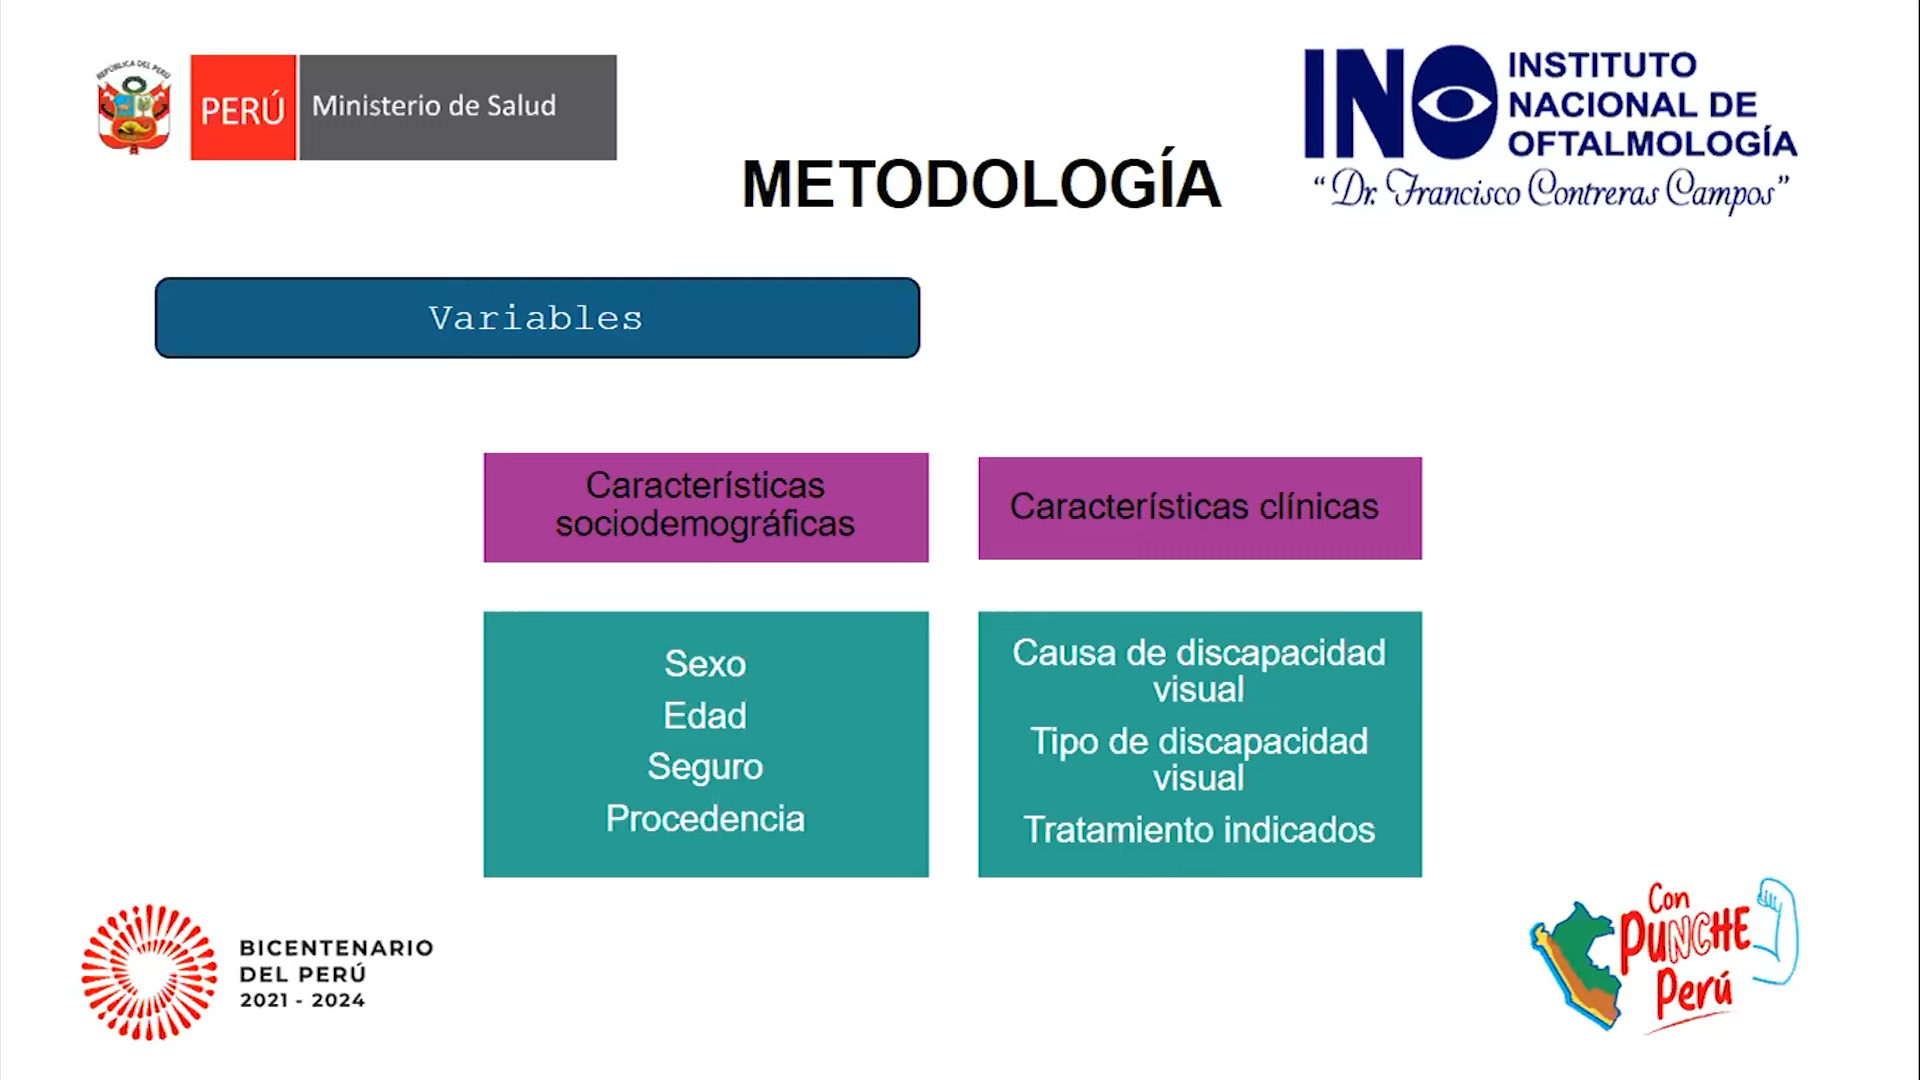 REPÚBLICA DEL PERÚ
PERÚ
Ministerio de Salud
INO
INSTITUTO
NACIONAL DE
OFTALMOLOGÍA
“Dr. Francisco Contreras Campos”
METODOLOGÍA
Variables
Características
sociodemográficas
Características clínicas
Sexo
Edad
Seguro
Procedencia
Causa de discapacidad
visual
Tipo de discapacidad
visual
Tratamiento indicados
BICENTENARIO
DEL PERÚ
2021 - 2024
Con
PUNCHE
Perú